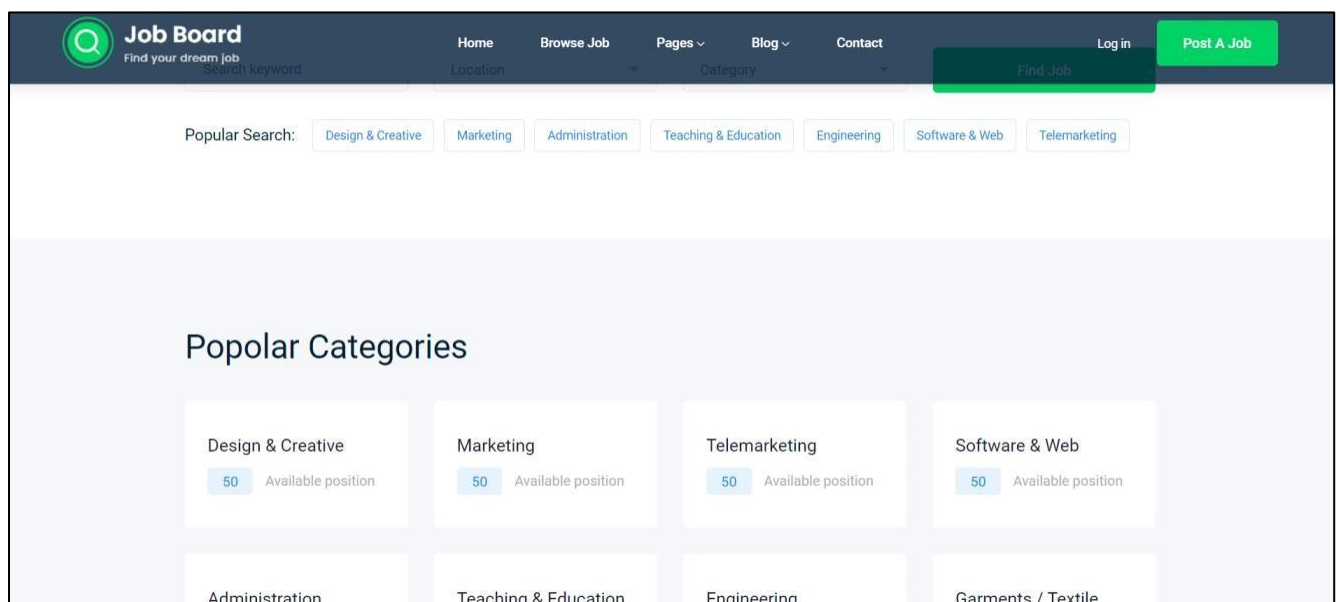 Job Board
Find your dream job
Home Browse Job Pages Blog Contact Log in Post A Job
Search keyword Location Category Find Job
Popular Search: Design & Creative Marketing Administration Teaching & Education Engineering Software & Web Telemarketing
Popolar Categories
Design & Creative Marketing Telemarketing Software & Web
50 Available position 50 Available position 50 Available position 50 Available position
Administration Teaching & Education Engineering Garments / Textile